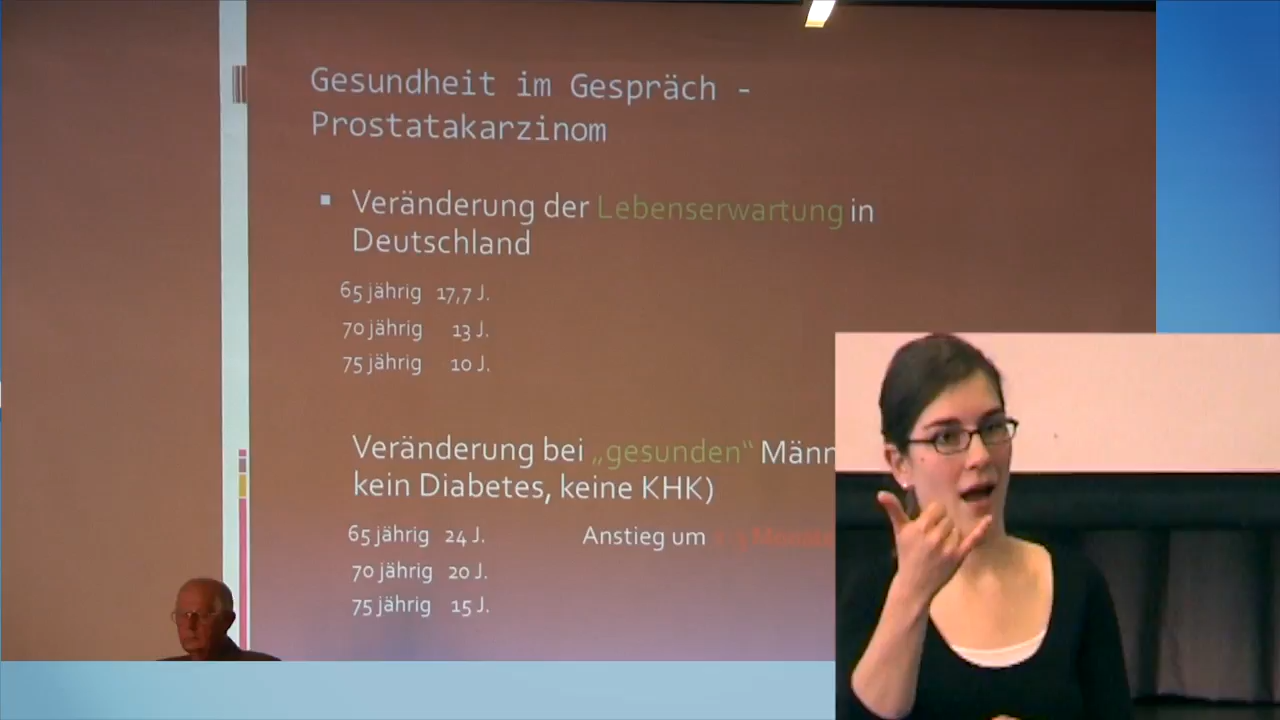 Gesundheit im Gespräch -
Prostatakarzinom
Veränderung der Lebenserwartung in
Deutschland
65 jährig 17,7 J.
70 jährig 13 J.
75 jährig 10 J.
Veränderung bei „gesunden“ Männ
kein Diabetes, keine KHK)
65 jährig 24 J. Anstieg um
70 jährig 20 J.
75 jährig 15 J.